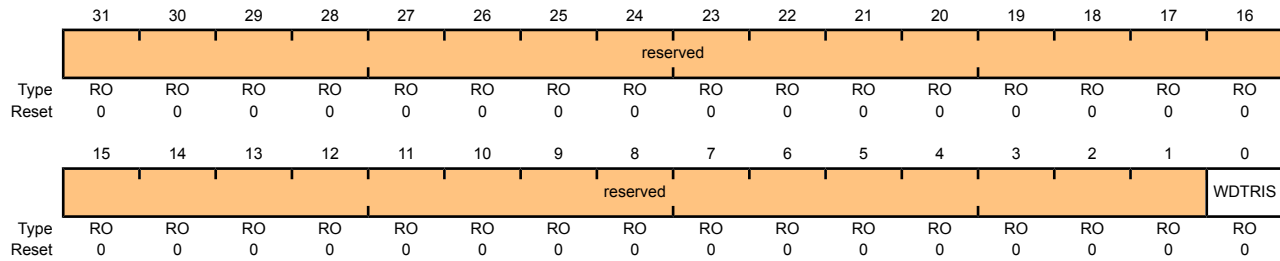 31 30 29 28 27 26 25 24 23 22 21 20 19 18 17 16
reserved
Type RO RO RO RO RO RO RO RO RO RO RO RO RO RO RO RO
Reset 0 0 0 0 0 0 0 0 0 0 0 0 0 0 0 0
15 14 13 12 11 10 9 8 7 6 5 4 3 2 1 0
reserved WDTRIS
Type RO RO RO RO RO RO RO RO RO RO RO RO RO RO RO RO
Reset 0 0 0 0 0 0 0 0 0 0 0 0 0 0 0 0